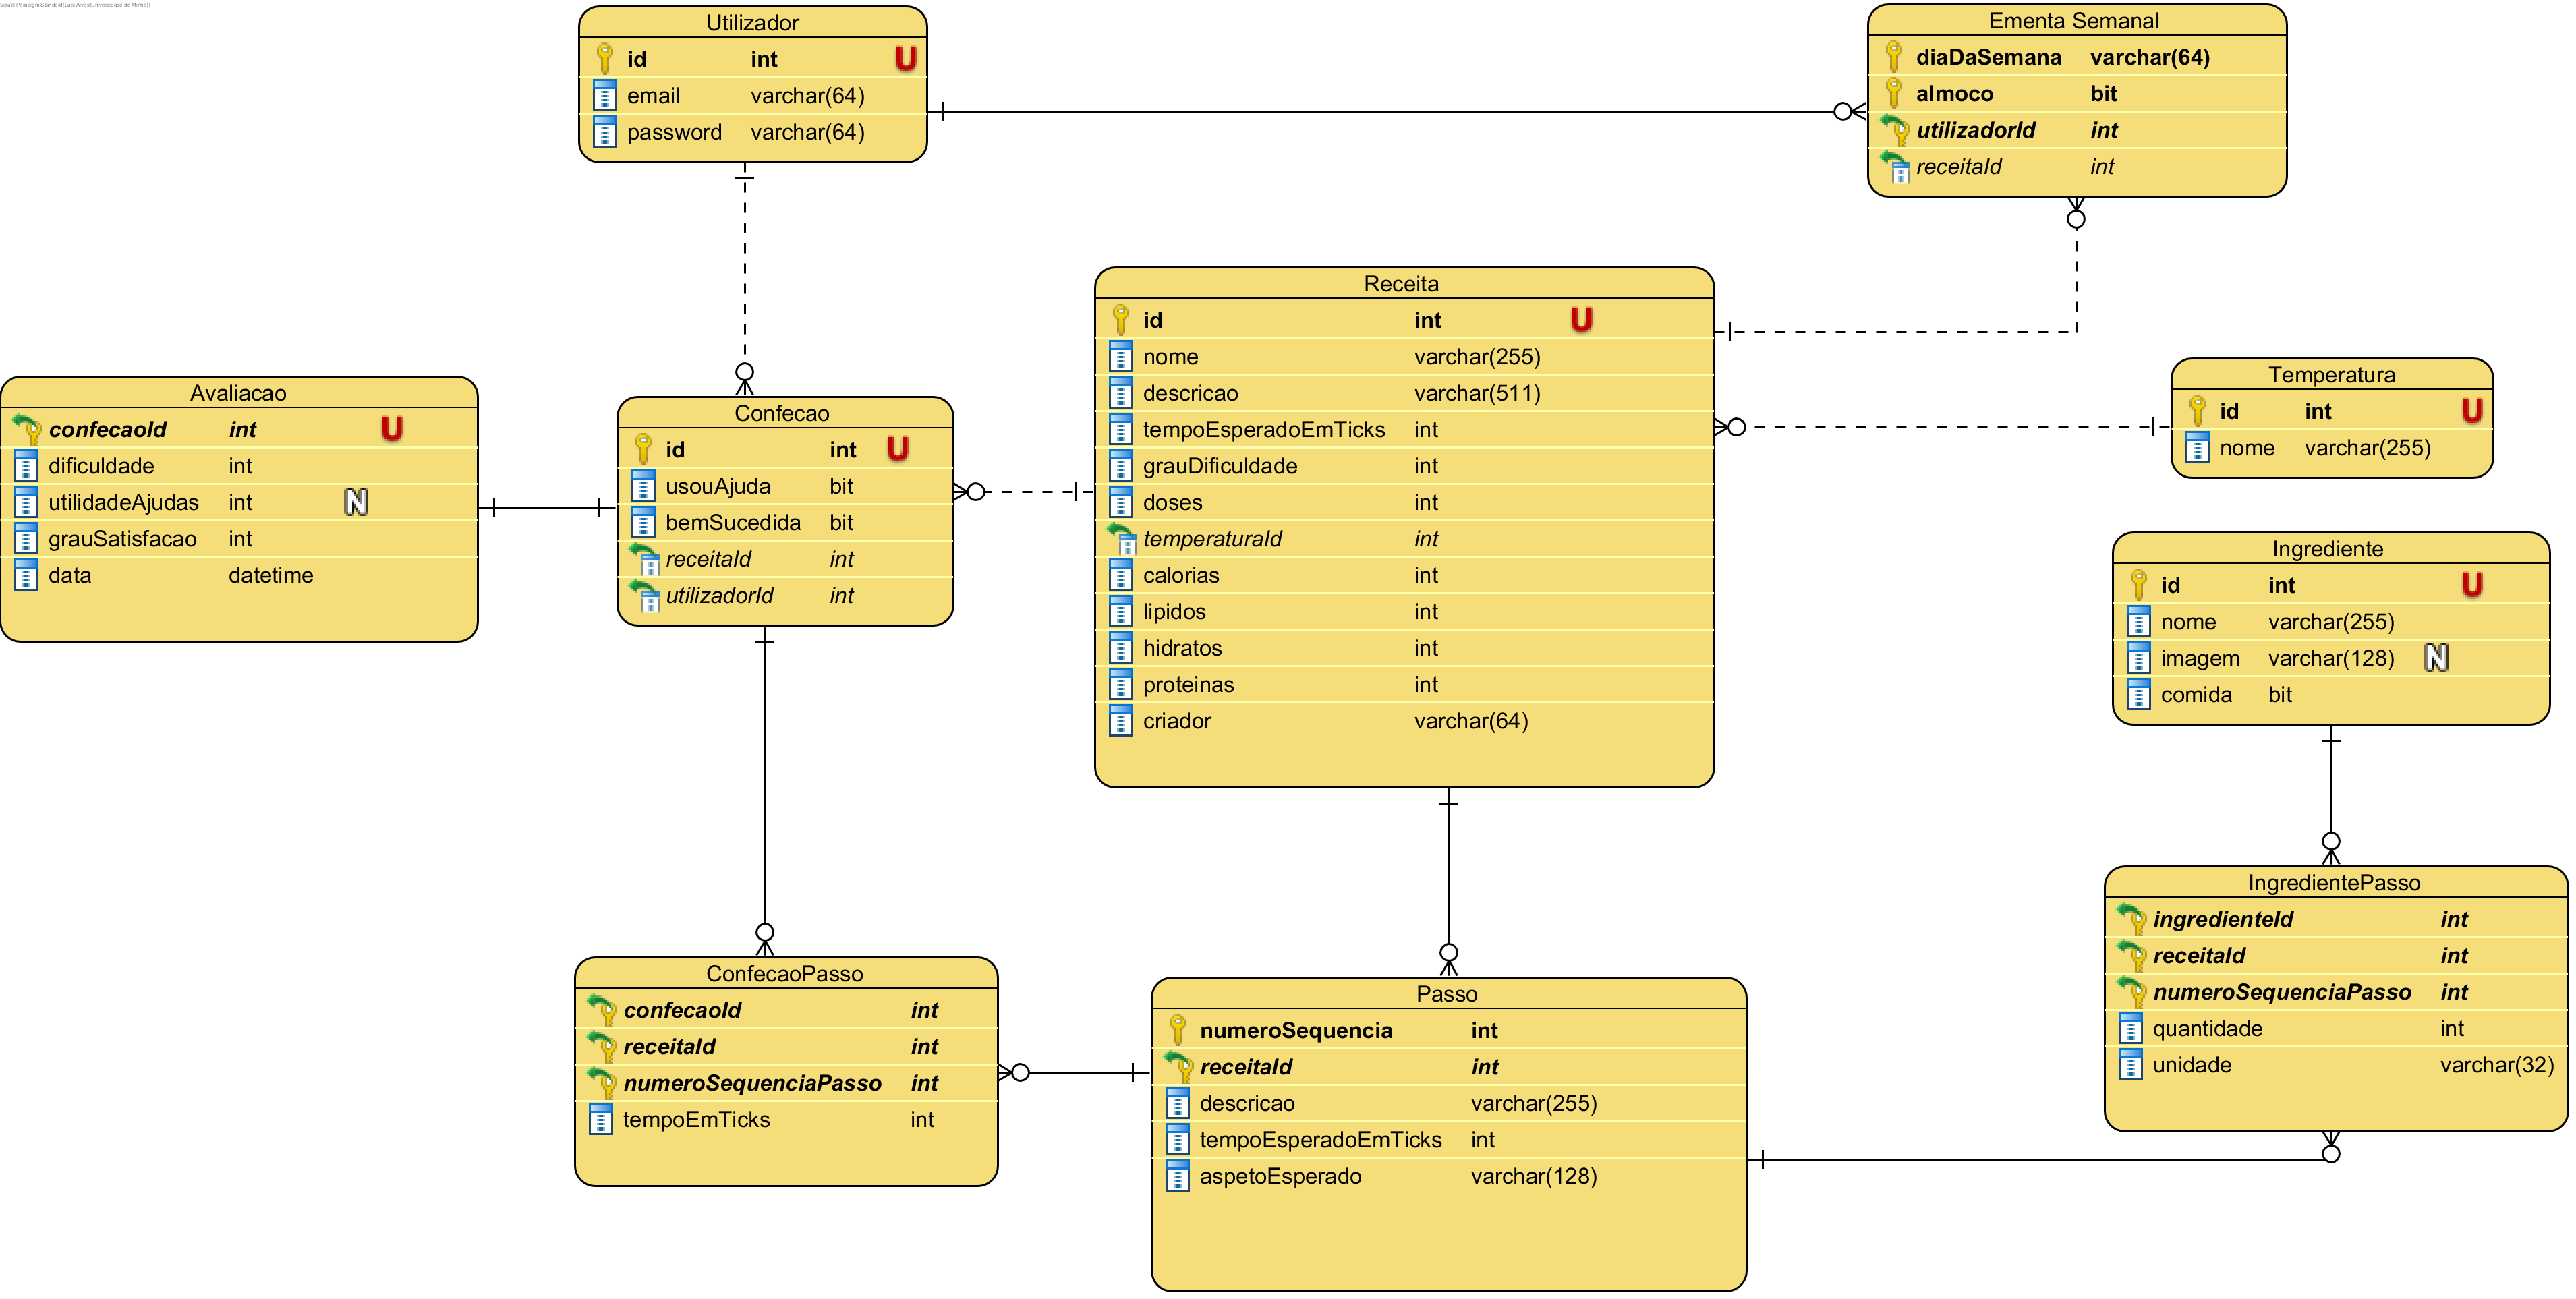 Visual Paradigm Standard(Luís Alves(Universidade do Minho))
Utilizador
id int U
email varchar(64)
password varchar(64)
Ementa Semanal
diaDaSemana varchar(64)
almoco bit
utilizadorId int
receitaId int
Receita
id int U
nome varchar(255)
descricao varchar(511)
tempoEsperadoEmTicks int
grauDificuldade int
doses int
temperaturaId int
calorias int
lipidos int
hidratos int
proteinas int
criador varchar(64)
Temperatura
id int U
nome varchar(255)
Avaliacao
confecaoId int U
dificuldade int
utilidadeAjudas int N
grauSatisfacao int
data datetime
Confecao
id int U
usouAjuda bit
bemSucedida bit
receitaId int
utilizadorId int
Ingrediente
id int U
nome varchar(255)
imagem varchar(128) N
comida bit
IngredientePasso
ingredienteId int
receitaId int
numeroSequenciaPasso int
quantidade int
unidade varchar(32)
ConfecaoPasso
confecaoId int
receitaId int
numeroSequenciaPasso int
tempoEmTicks int
Passo
numeroSequencia int
receitaId int
descricao varchar(255)
tempoEsperadoEmTicks int
aspetoEsperado varchar(128)